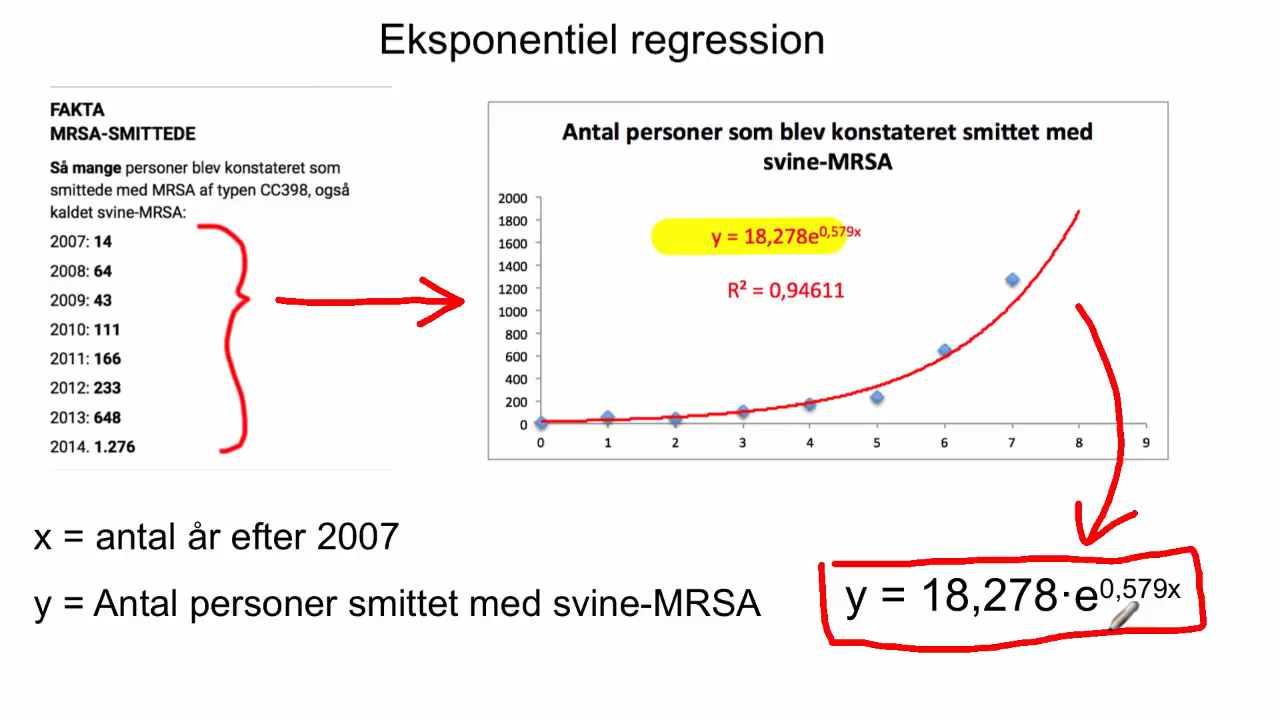 Eksponentiel regression
FAKTA
MRSA-SMITTEDE
Så mange personer blev konstateret som
smittede med MRSA af typen CC398, også
kaldet svine-MRSA:
2007: 14
2008: 64
2009: 43
2010: 111
2011: 166
2012: 233
2013: 648
2014. 1.276
Antal personer som blev konstateret smittet med
svine-MRSA
2000
1800
1600
1400
1200
1000
800
600
400
200
0
y = 18,278e^0,579x
R² = 0,94611
0 1 2 3 4 5 6 7 8 9
x = antal år efter 2007
y = Antal personer smittet med svine-MRSA
y = 18,278·e^0,579x